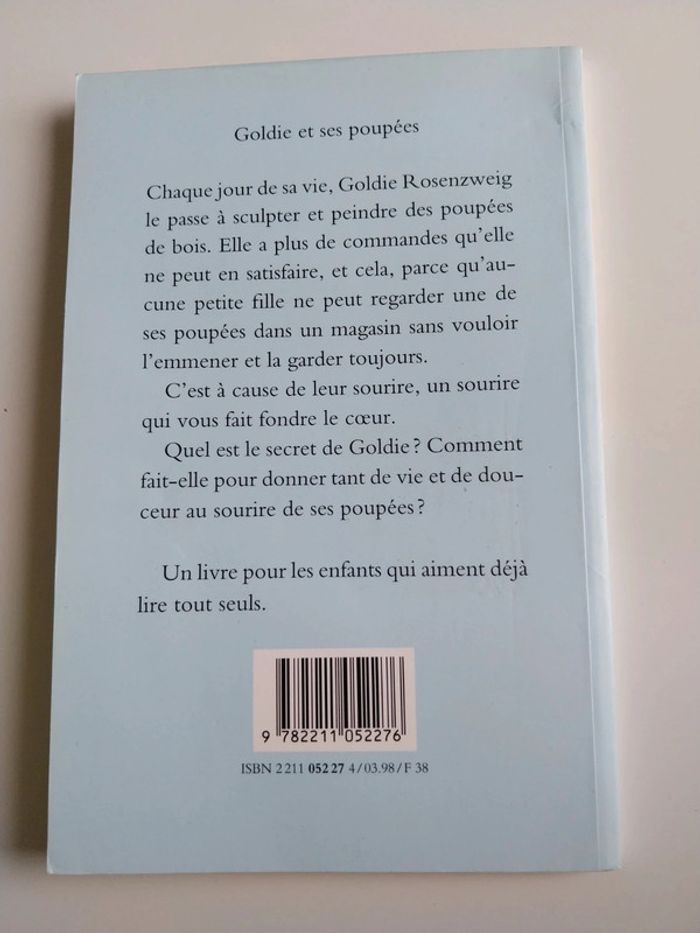 Goldie et ses poupées
Chaque jour de sa vie, Goldie Rosenzweig
le passe à sculpter et peindre des poupées
de bois. Elle a plus de commandes qu'elle
ne peut en satisfaire, et cela, parce qu'au-
cune petite fille ne peut regarder une de
ses poupées dans un magasin sans vouloir
l'emmener et la garder toujours.
C'est à cause de leur sourire, un sourire
qui vous fait fondre le cœur.
Quel est le secret de Goldie ? Comment
fait-elle pour donner tant de vie et de dou-
ceur au sourire de ses poupées ?
Un livre pour les enfants qui aiment déjà
lire tout seuls.
9 782211 052276
ISBN 2 211 052 27 4 / 03.98 / F 38